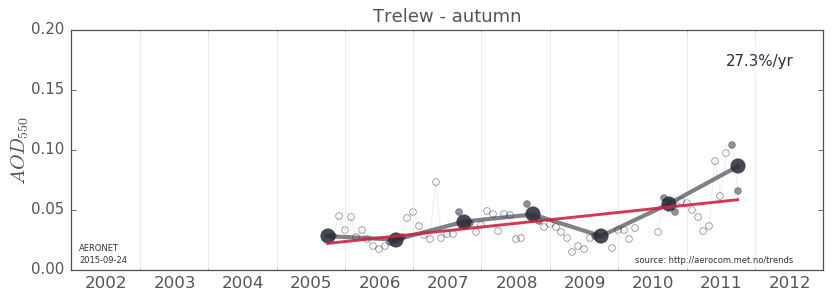 Trelew - autumn
0.20
27.3%/yr
0.15
AOD550
0.10
0.05
AERONET
2015-09-24
source: http://aerocom.met.no/trends
0.00
2002 2003 2004 2005 2006 2007 2008 2009 2010 2011 2012